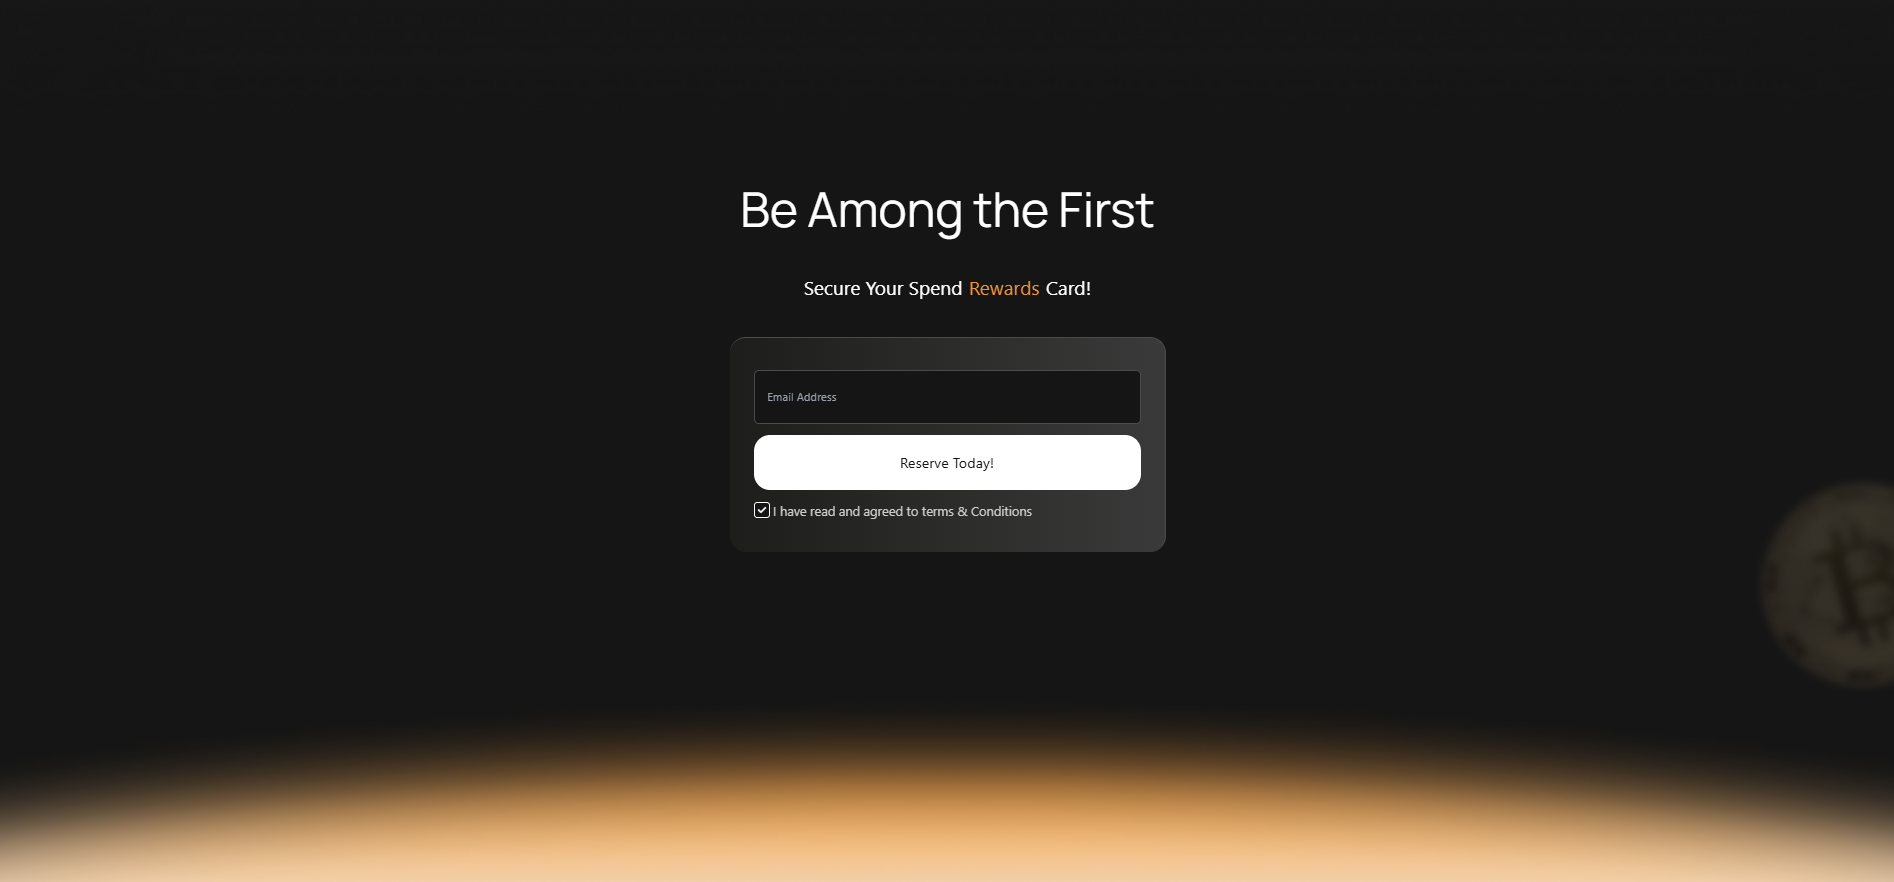 Be Among the First
Secure Your Spend Rewards Card!
Email Address
Reserve Today!
I have read and agreed to terms & Conditions